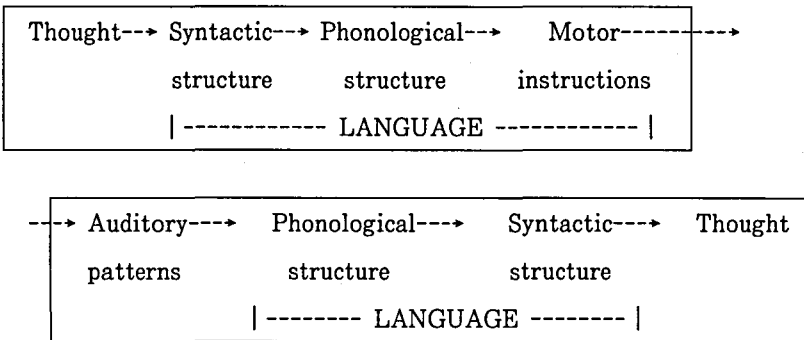 Thought---→ Syntactic--→ Phonological---→ Motor----------→
structure structure instructions
|------------ LANGUAGE ------------|
---→ Auditory----→ Phonological----→ Syntactic----→ Thought
patterns structure structure
|-------- LANGUAGE --------|